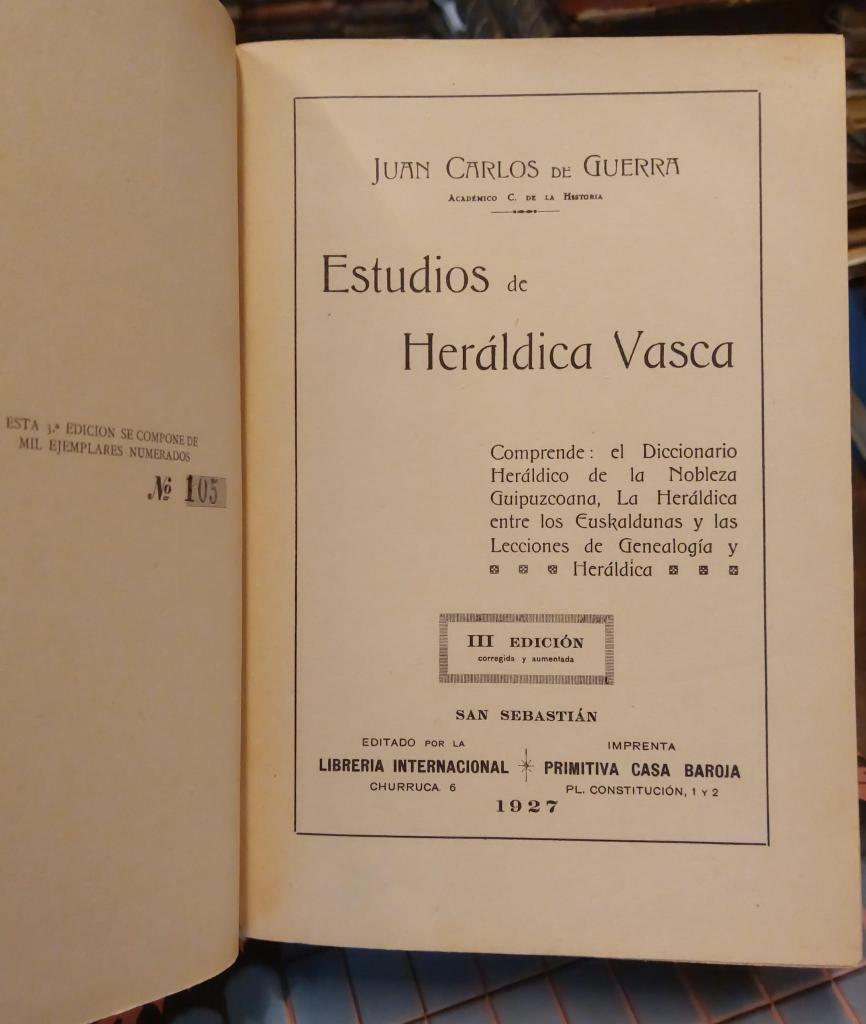 ESTA 3.ª EDICION SE COMPONE DE
MIL EJEMPLARES NUMERADOS
Nº 105
JUAN CARLOS DE GUERRA
ACADÉMICO C. DE LA HISTORIA
Estudios de
Heráldica Vasca
Comprende: el Diccionario
Heráldico de la Nobleza
Guipuzcoana, La Heráldica
entre los Euskaldunas y las
Lecciones de Genealogía y
Heráldica
III EDICIÓN
corregida y aumentada
SAN SEBASTIÁN
EDITADO POR LA
LIBRERIA INTERNACIONAL
CHURRUCA 6
IMPRENTA
PRIMITIVA CASA BAROJA
PL. CONSTITUCIÓN, 1 Y 2
1927